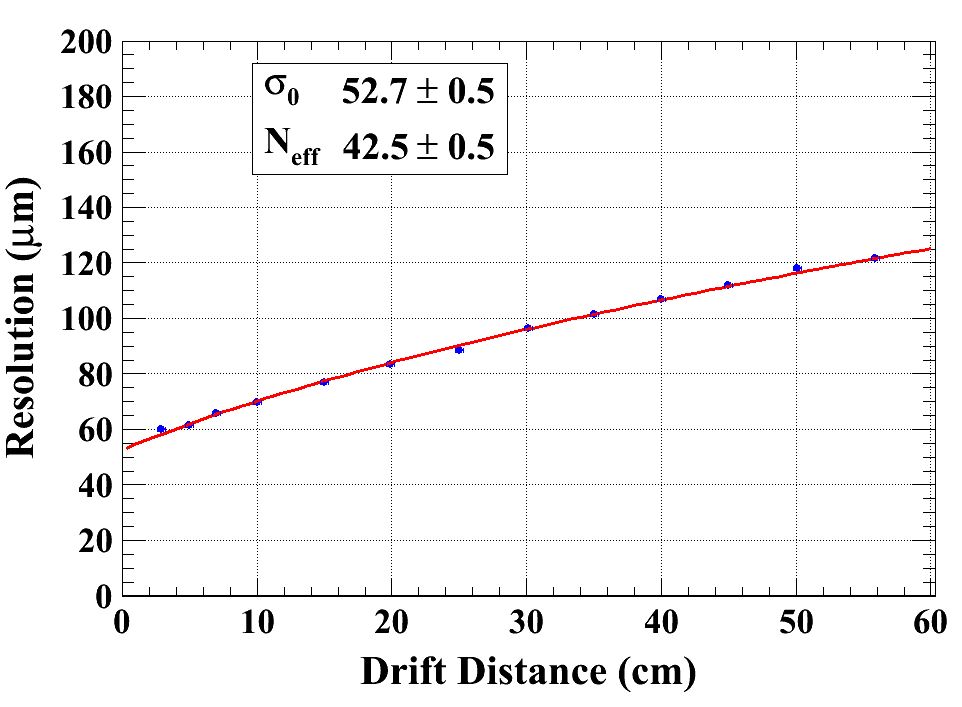 σ0 52.7 ± 0.5
Neff 42.5 ± 0.5
Resolution (μm)
200
180
160
140
120
100
80
60
40
20
0
0 10 20 30 40 50 60
Drift Distance (cm)